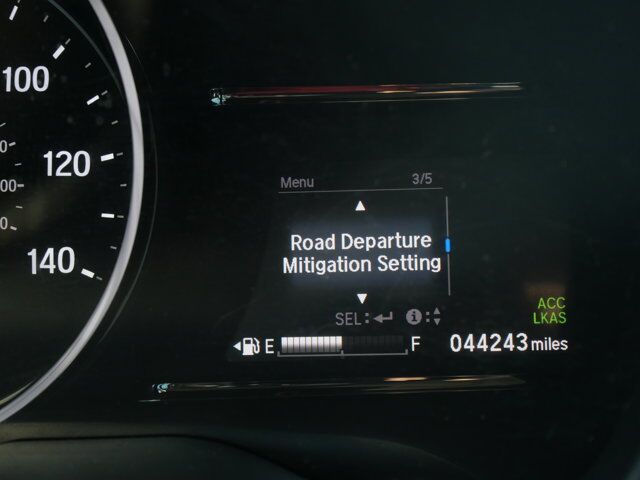 100
120
140
Menu 3/5
Road Departure
Mitigation Setting
SEL: i :
ACC
LKAS
E F 044243 miles